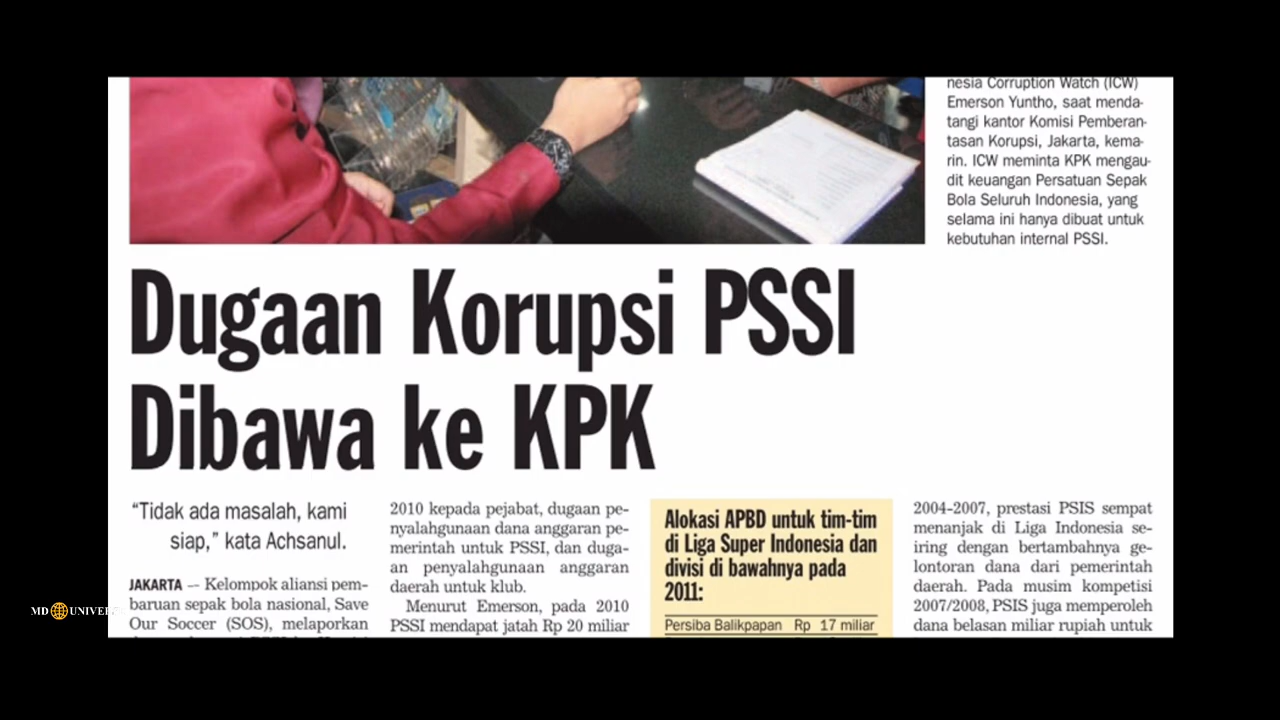 nesia Corruption Watch (ICW)
Emerson Yuntho, saat menda-
tangi kantor Komisi Pemberan-
tasan Korupsi, Jakarta, kema-
rin. ICW meminta KPK mengau-
dit keuangan Persatuan Sepak
Bola Seluruh Indonesia, yang
selama ini hanya dibuat untuk
kebutuhan internal PSSI.
Dugaan Korupsi PSSI
Dibawa ke KPK
“Tidak ada masalah, kami
siap,” kata Achsanul.
JAKARTA — Kelompok aliansi pem-
baruan sepak bola nasional, Save
Our Soccer (SOS), melaporkan
2010 kepada pejabat, dugaan pe-
nyalahgunaan dana anggaran pe-
merintah untuk PSSI, dan duga-
an penyalahgunaan anggaran
daerah untuk klub.
Menurut Emerson, pada 2010
PSSI mendapat jatah Rp 20 miliar
Alokasi APBD untuk tim-tim
di Liga Super Indonesia dan
divisi di bawahnya pada
2011:
Persiba Balikpapan Rp 17 miliar
2004-2007, prestasi PSIS sempat
menanjak di Liga Indonesia se-
iring dengan bertambahnya ge-
lontoran dana dari pemerintah
daerah. Pada musim kompetisi
2007/2008, PSIS juga memperoleh
dana belasan miliar rupiah untuk
MD UNIVERSE